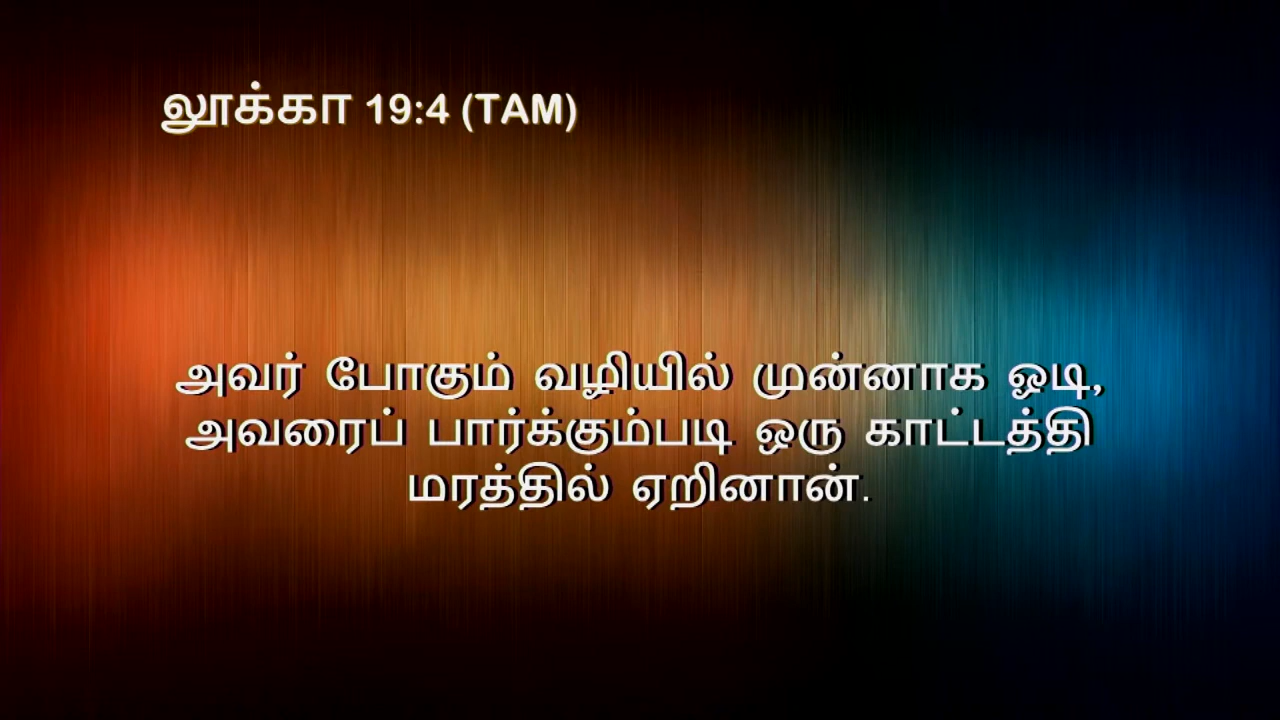 லூக்கா 19:4 (TAM)
அவர் போகும் வழியில் முன்னாக ஓடி,
அவரைப் பார்க்கும்படி ஒரு காட்டத்தி
மரத்தில் ஏறினான்.